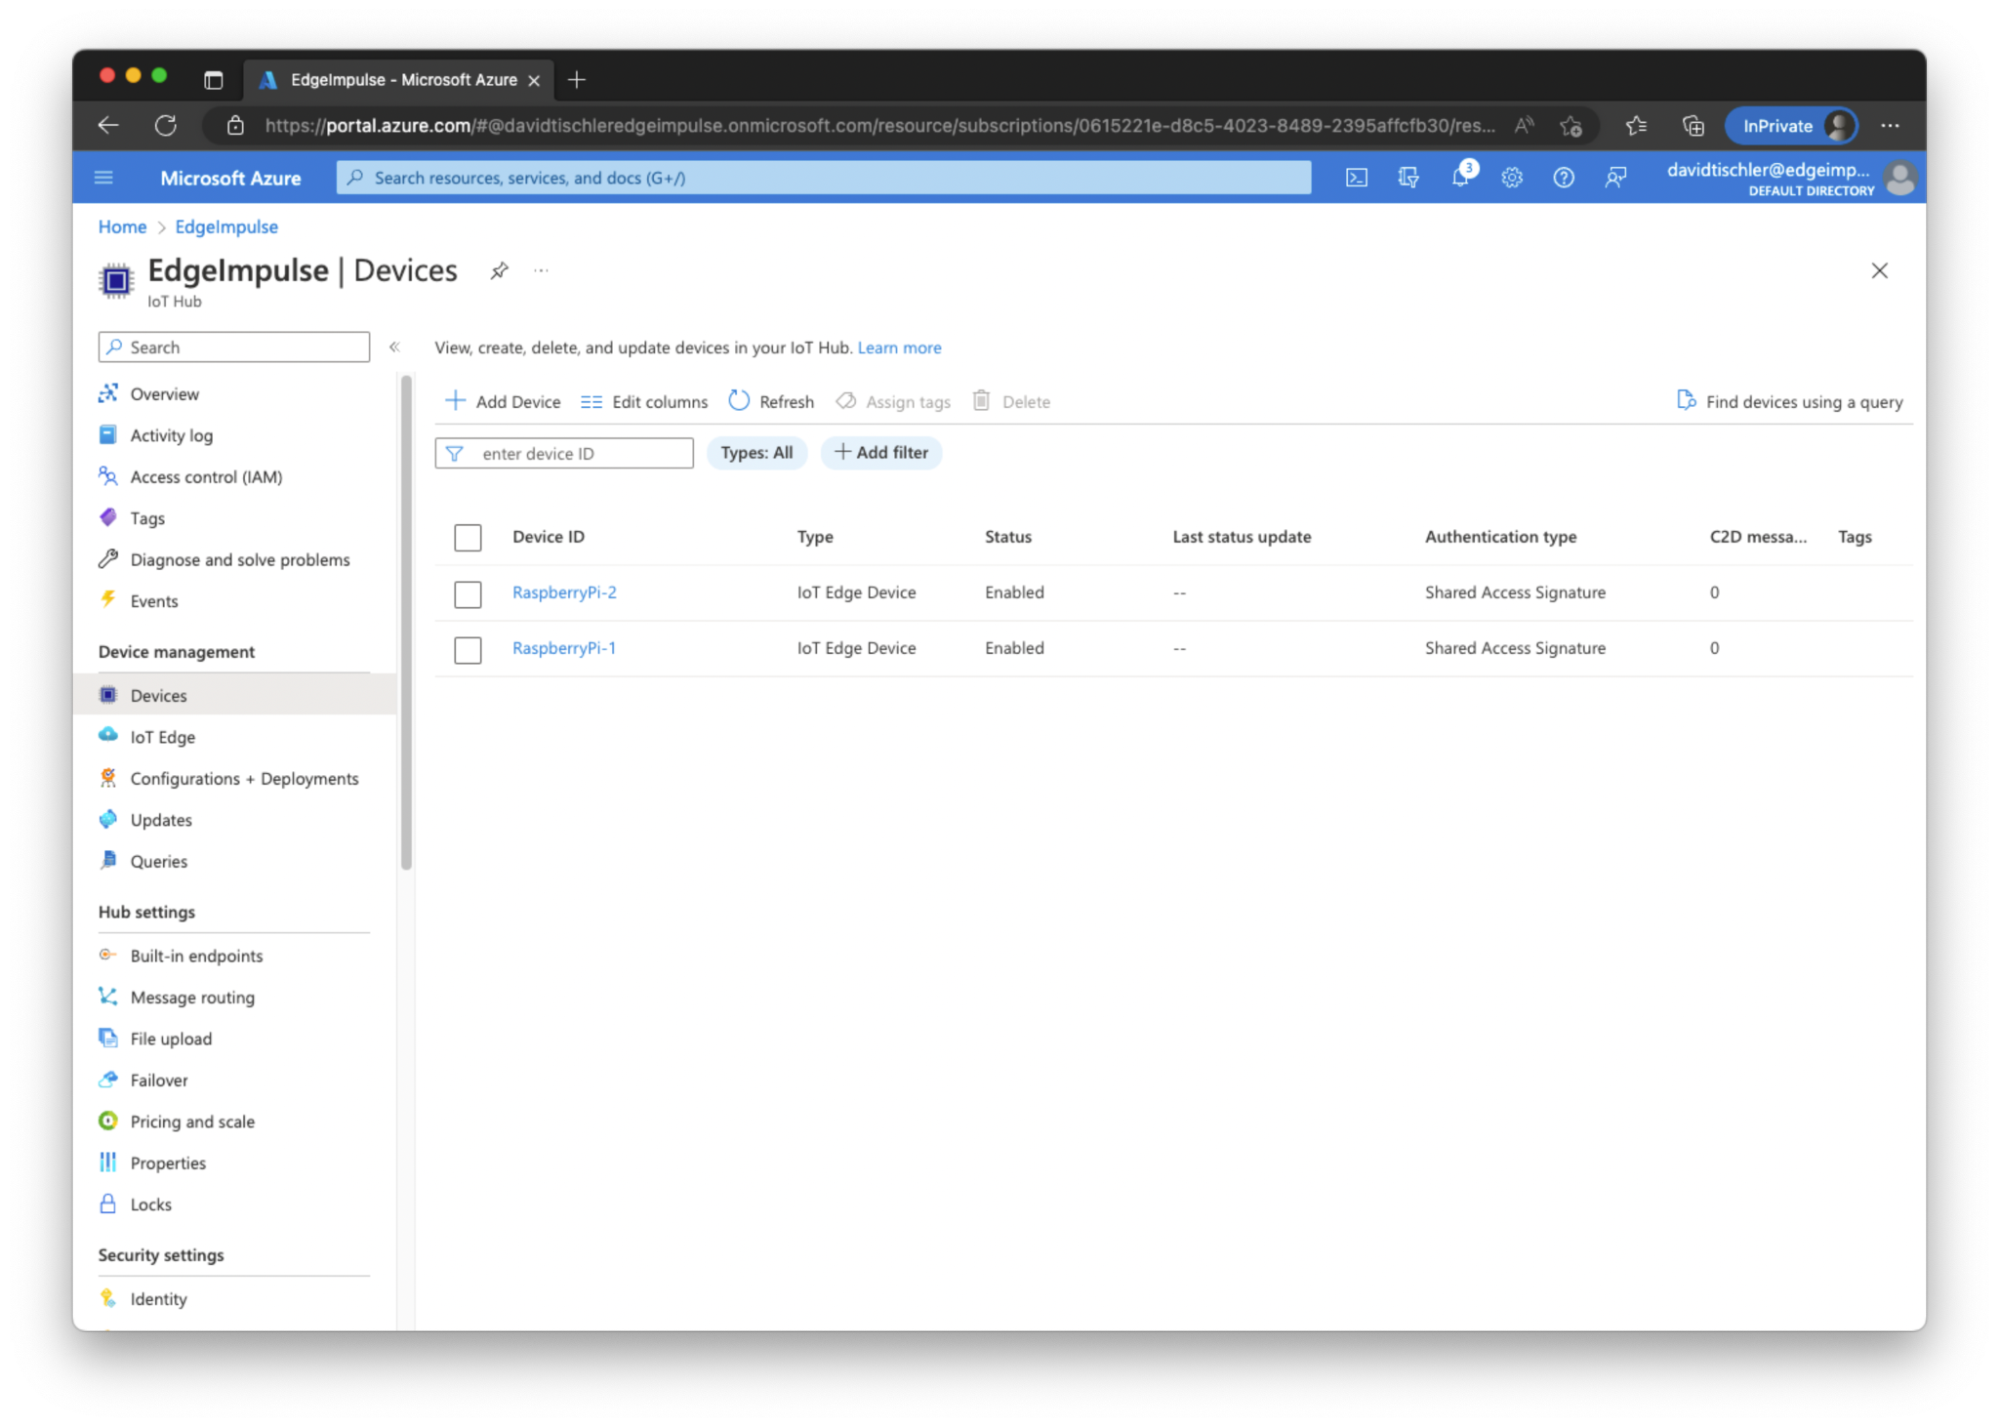 EdgeImpulse - Microsoft Azure
https://portal.azure.com/#@davidtischleredgeimpulse.onmicrosoft.com/resource/subscriptions/0615221e-d8c5-4023-8489-2395affcfb30/res...
InPrivate
Microsoft Azure
Search resources, services, and docs (G+/)
3
davidtischler@edgeimp...
DEFAULT DIRECTORY
Home > EdgeImpulse
EdgeImpulse | Devices
IoT Hub
Search
Overview
Activity log
Access control (IAM)
Tags
Diagnose and solve problems
Events
Device management
Devices
IoT Edge
Configurations + Deployments
Updates
Queries
Hub settings
Built-in endpoints
Message routing
File upload
Failover
Pricing and scale
Properties
Locks
Security settings
Identity
View, create, delete, and update devices in your IoT Hub. Learn more
Add Device Edit columns Refresh Assign tags Delete Find devices using a query
enter device ID Types: All + Add filter
Device ID Type Status Last status update Authentication type C2D messa... Tags
RaspberryPi-2 IoT Edge Device Enabled -- Shared Access Signature 0
RaspberryPi-1 IoT Edge Device Enabled -- Shared Access Signature 0